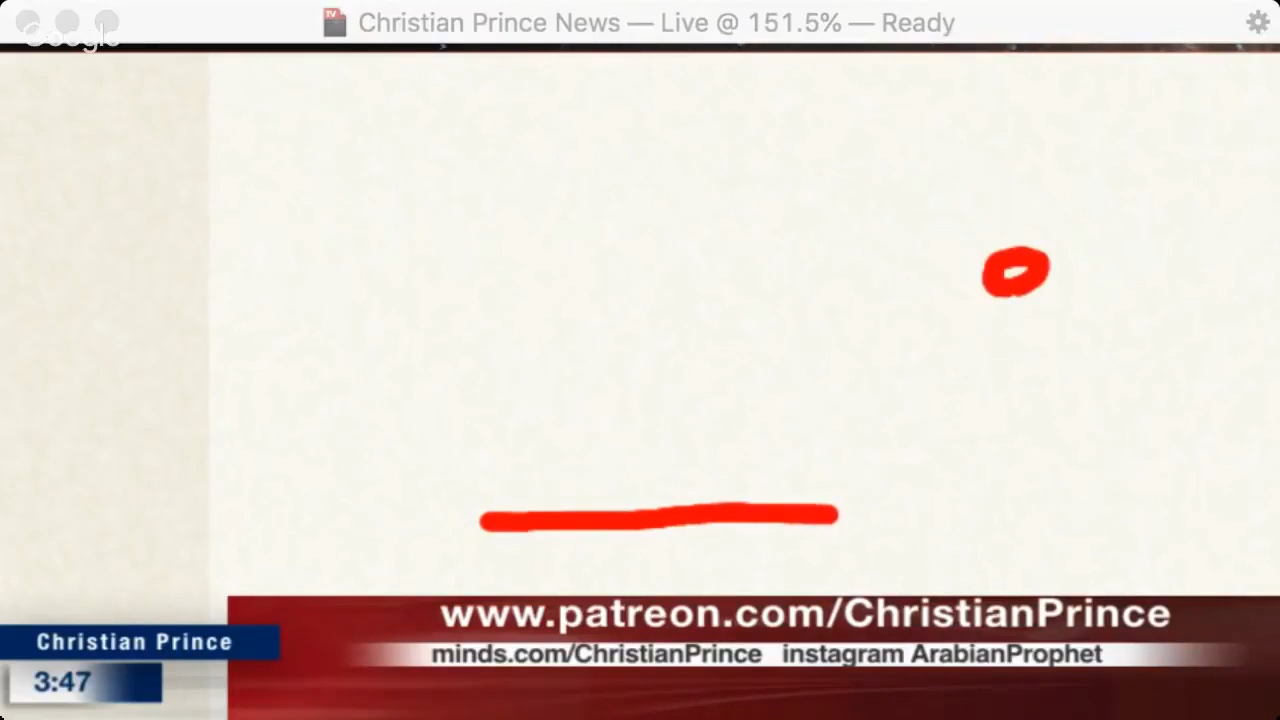 Christian Prince News — Live @ 151.5% — Ready
Google
www.patreon.com/ChristianPrince
Christian Prince
minds.com/ChristianPrince instagram ArabianProphet
3:47